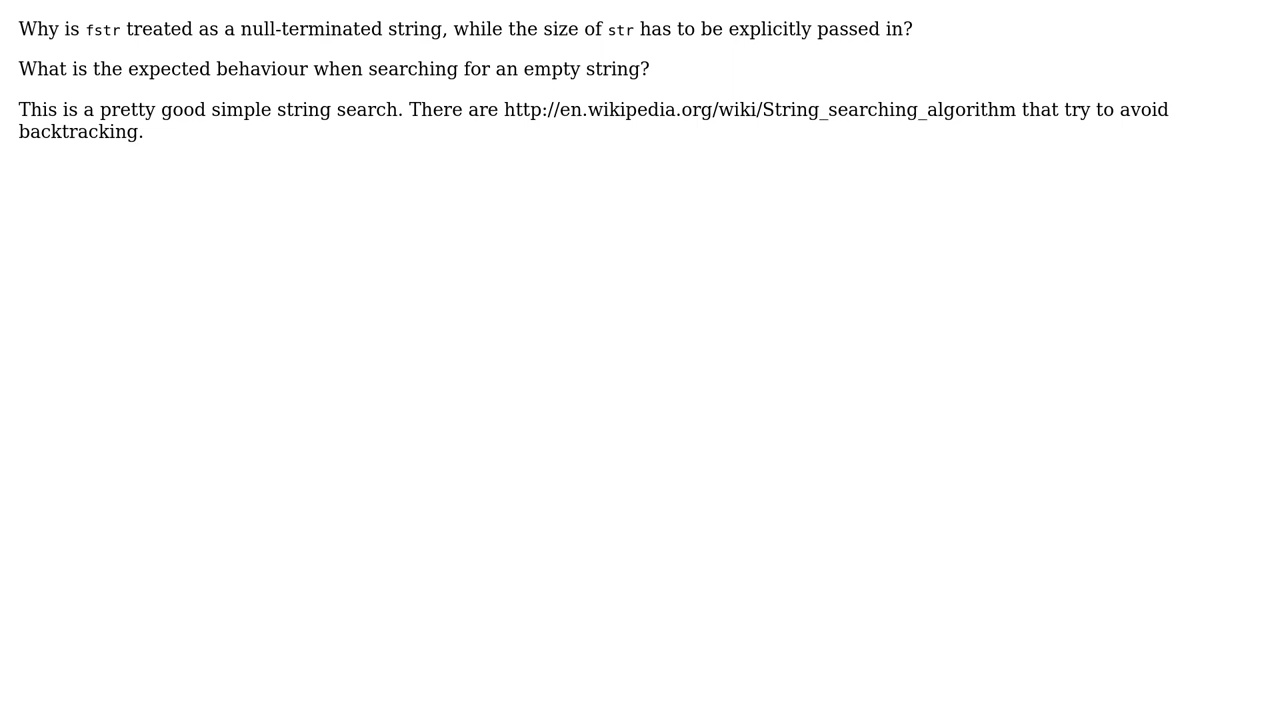 Why is fstr treated as a null-terminated string, while the size of str has to be explicitly passed in?
What is the expected behaviour when searching for an empty string?
This is a pretty good simple string search. There are http://en.wikipedia.org/wiki/String_searching_algorithm that try to avoid
backtracking.